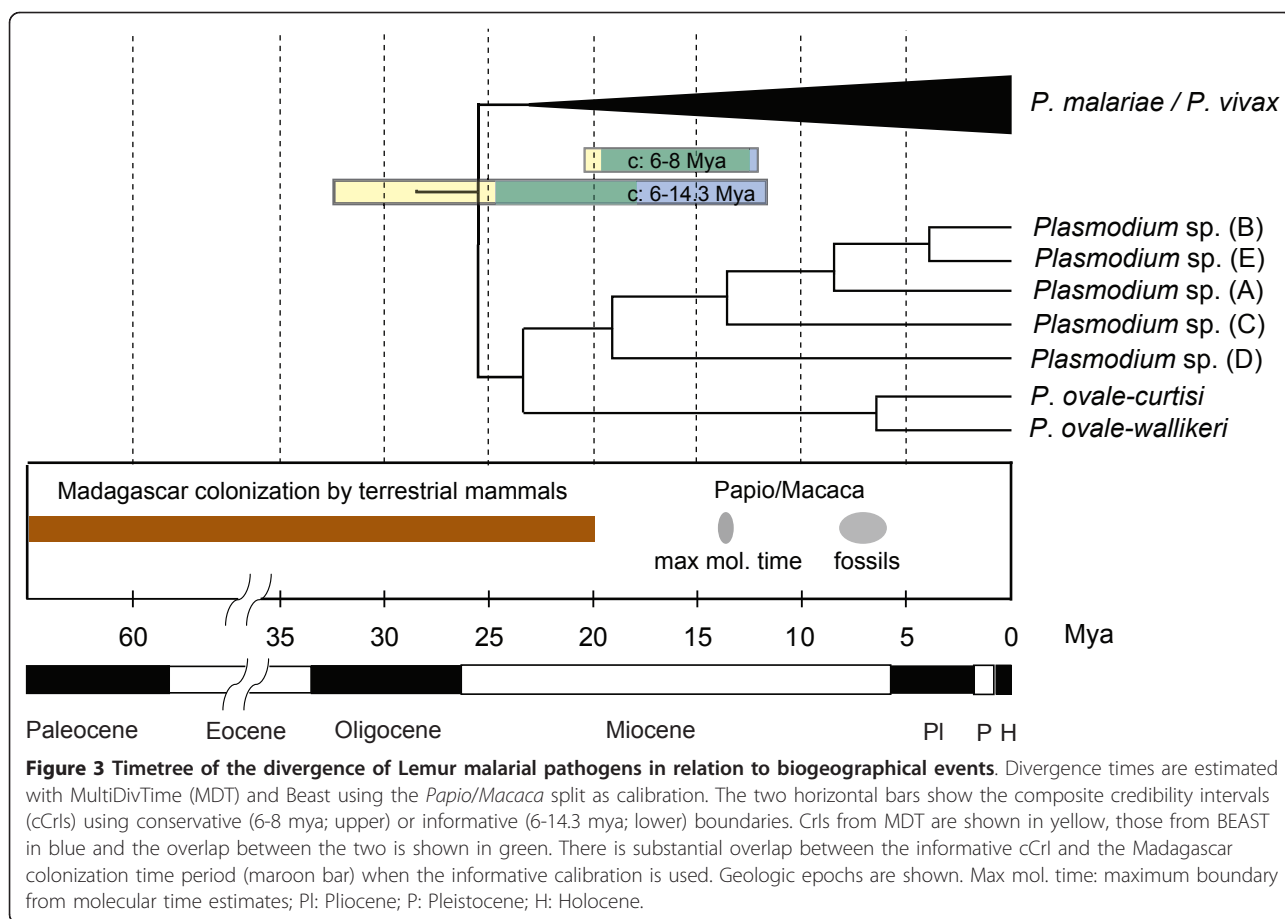 P. malariae / P. vivax
c: 6-8 Mya
c: 6-14.3 Mya
Plasmodium sp. (B)
Plasmodium sp. (E)
Plasmodium sp. (A)
Plasmodium sp. (C)
Plasmodium sp. (D)
P. ovale-curtisi
P. ovale-wallikeri
Madagascar colonization by terrestrial mammals
Papio/Macaca
max mol. time
fossils
60 35 30 25 20 15 10 5 0 Mya
Paleocene Eocene Oligocene Miocene Pl P H
Figure 3 Timetree of the divergence of Lemur malarial pathogens in relation to biogeographical events. Divergence times are estimated
with MultiDivTime (MDT) and Beast using the Papio/Macaca split as calibration. The two horizontal bars show the composite credibility intervals
(cCrIs) using conservative (6-8 mya; upper) or informative (6-14.3 mya; lower) boundaries. CrIs from MDT are shown in yellow, those from BEAST
in blue and the overlap between the two is shown in green. There is substantial overlap between the informative cCrI and the Madagascar
colonization time period (maroon bar) when the informative calibration is used. Geologic epochs are shown. Max mol. time: maximum boundary
from molecular time estimates; Pl: Pliocene; P: Pleistocene; H: Holocene.